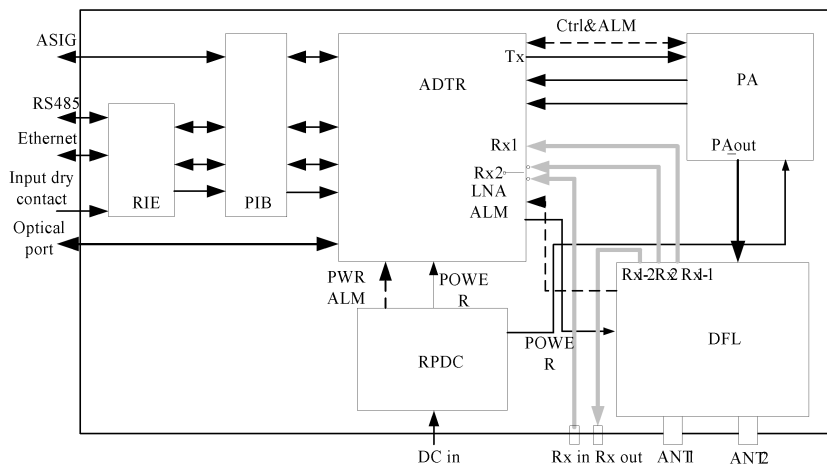 Ctrl&ALM
ASIG
Tx
ADTR
PA
RS485
Ethernet
Rx1
PA_out
Input dry
contact
Rx2
LNA
ALM
RIE
PIB
Optical
port
PWR
ALM
POWE
R
Rx1-2
Rx2
Rx1-1
RPDC
POWE
R
DFL
DC in
Rx in
Rx out
ANT1
ANT2